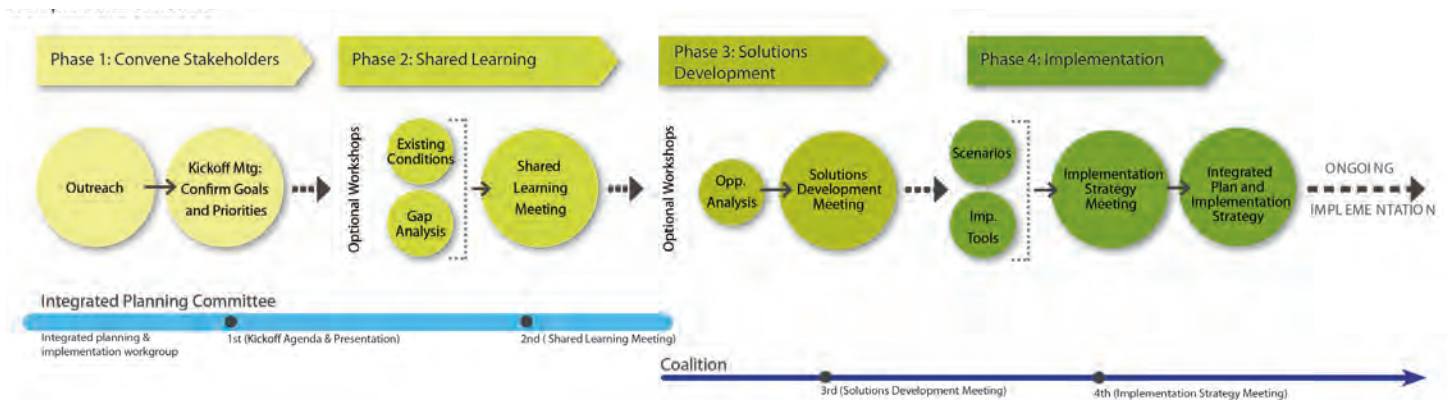 Phase 1: Convene Stakeholders
Phase 2: Shared Learning
Phase 3: Solutions
Development
Phase 4: Implementation
Outreach
Kickoff Mtg:
Confirm Goals
and Priorities
Optional Workshops
Existing
Conditions
Gap
Analysis
Shared
Learning
Meeting
Optional Workshops
Opp.
Analysis
Solutions
Development
Meeting
Scenarios
Imp.
Tools
Implementation
Strategy
Meeting
Integrated
Plan and
Implementation
Strategy
ONGOING
IMPLEMENTATION
Integrated Planning Committee
Integrated planning &
implementation workgroup
1st (Kickoff Agenda & Presentation)
2nd ( Shared Learning Meeting)
Coalition
3rd (Solutions Development Meeting)
4th (Implementation Strategy Meeting)